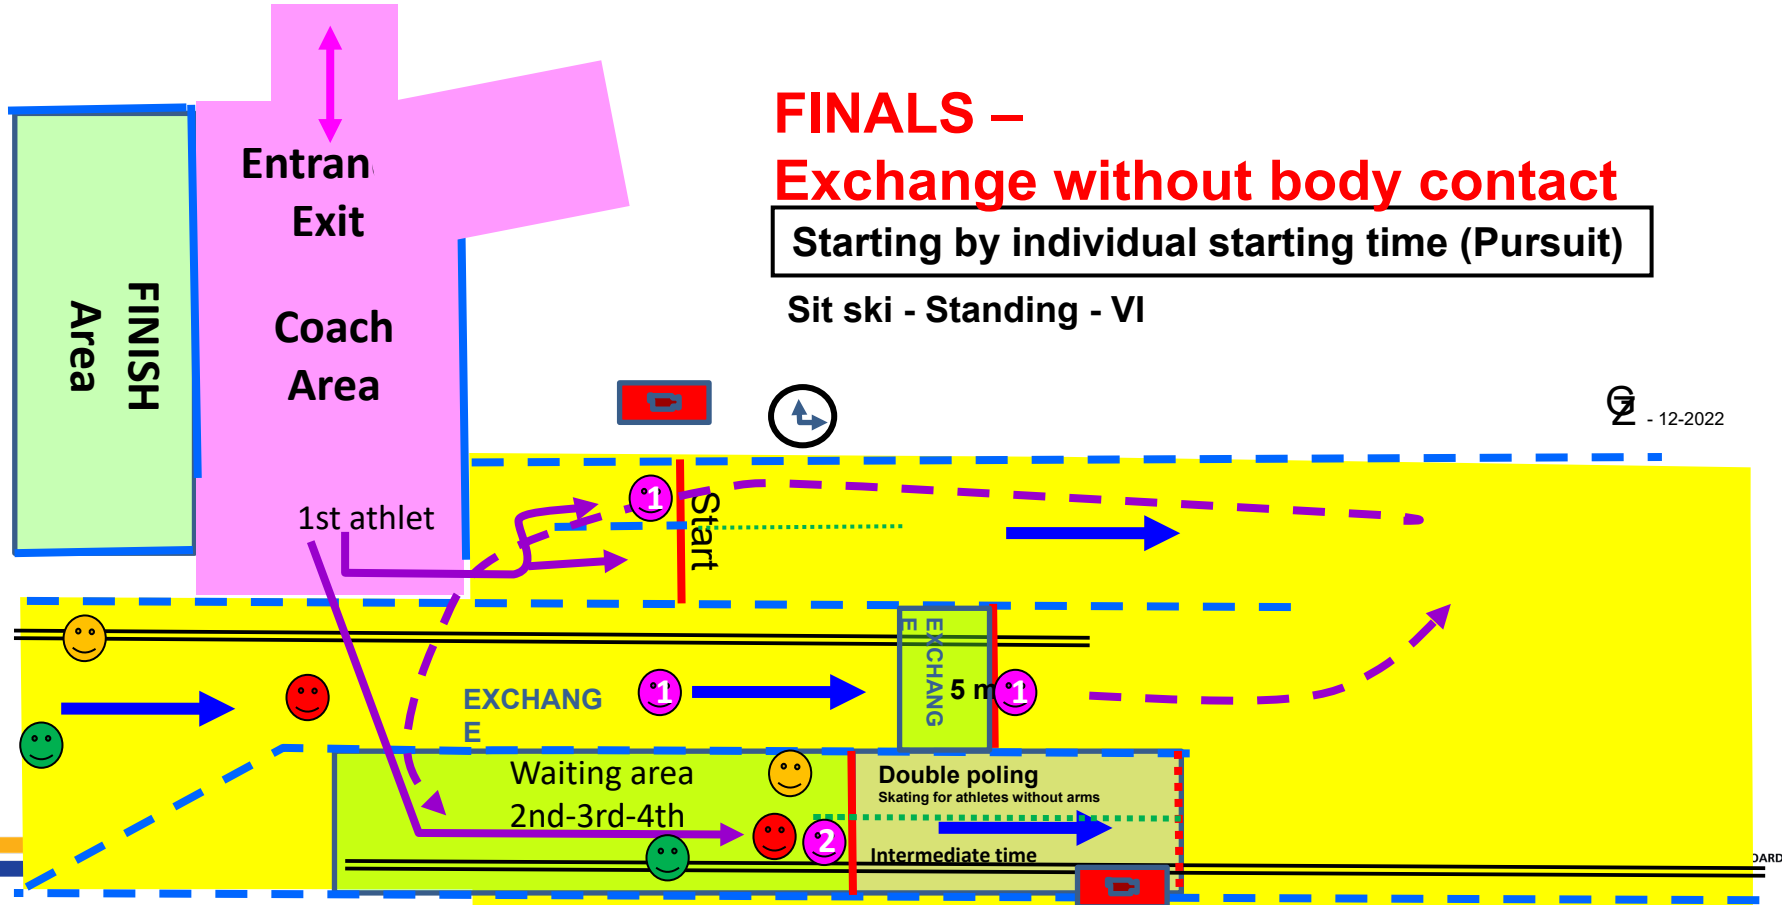 FINALS –
Exchange without body contact
Starting by individual starting time (Pursuit)
Sit ski - Standing - VI
Exit
Coach
Area
FINISH
Area
- 12-2022
1st athlet
1
Start
EXCHANG
E
1
EXCHANG
E
5 m
1
Waiting area
2nd-3rd-4th
2
Double poling
Skating for athletes without arms
Intermediate time